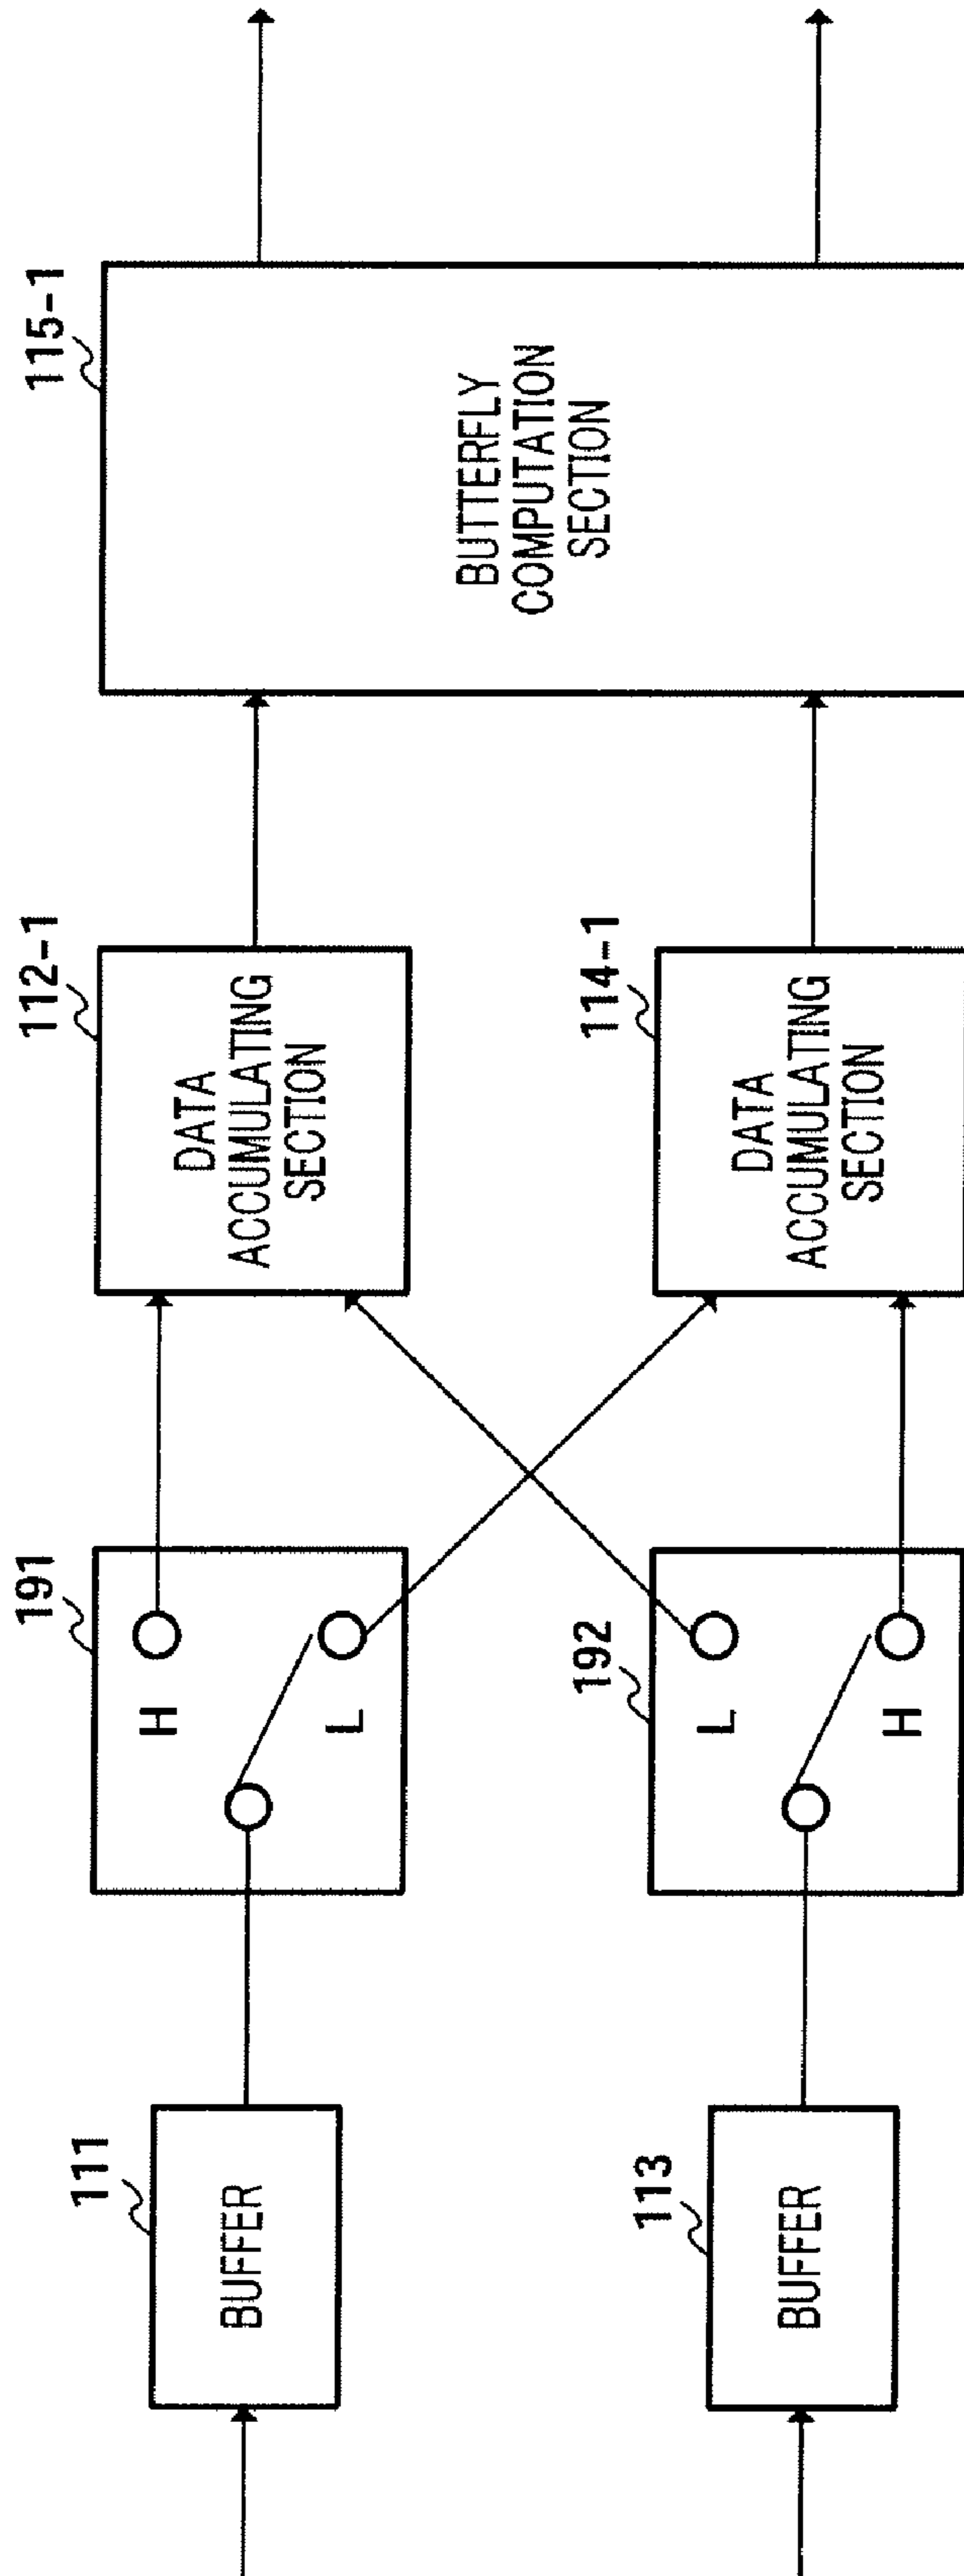 111
BUFFER
191
H
L
112-1
DATA
ACCUMULATING
SECTION
115-1
BUTTERFLY
COMPUTATION
SECTION
113
BUFFER
192
L
H
114-1
DATA
ACCUMULATING
SECTION